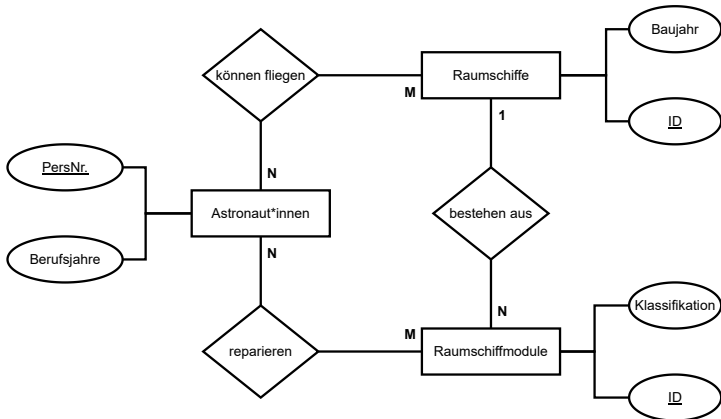 Baujahr
können fliegen
Raumschiffe
M
1
ID
PersNr.
N
Astronaut*innen
bestehen aus
N
Berufsjahre
Klassifikation
N
M
reparieren
Raumschiffmodule
ID